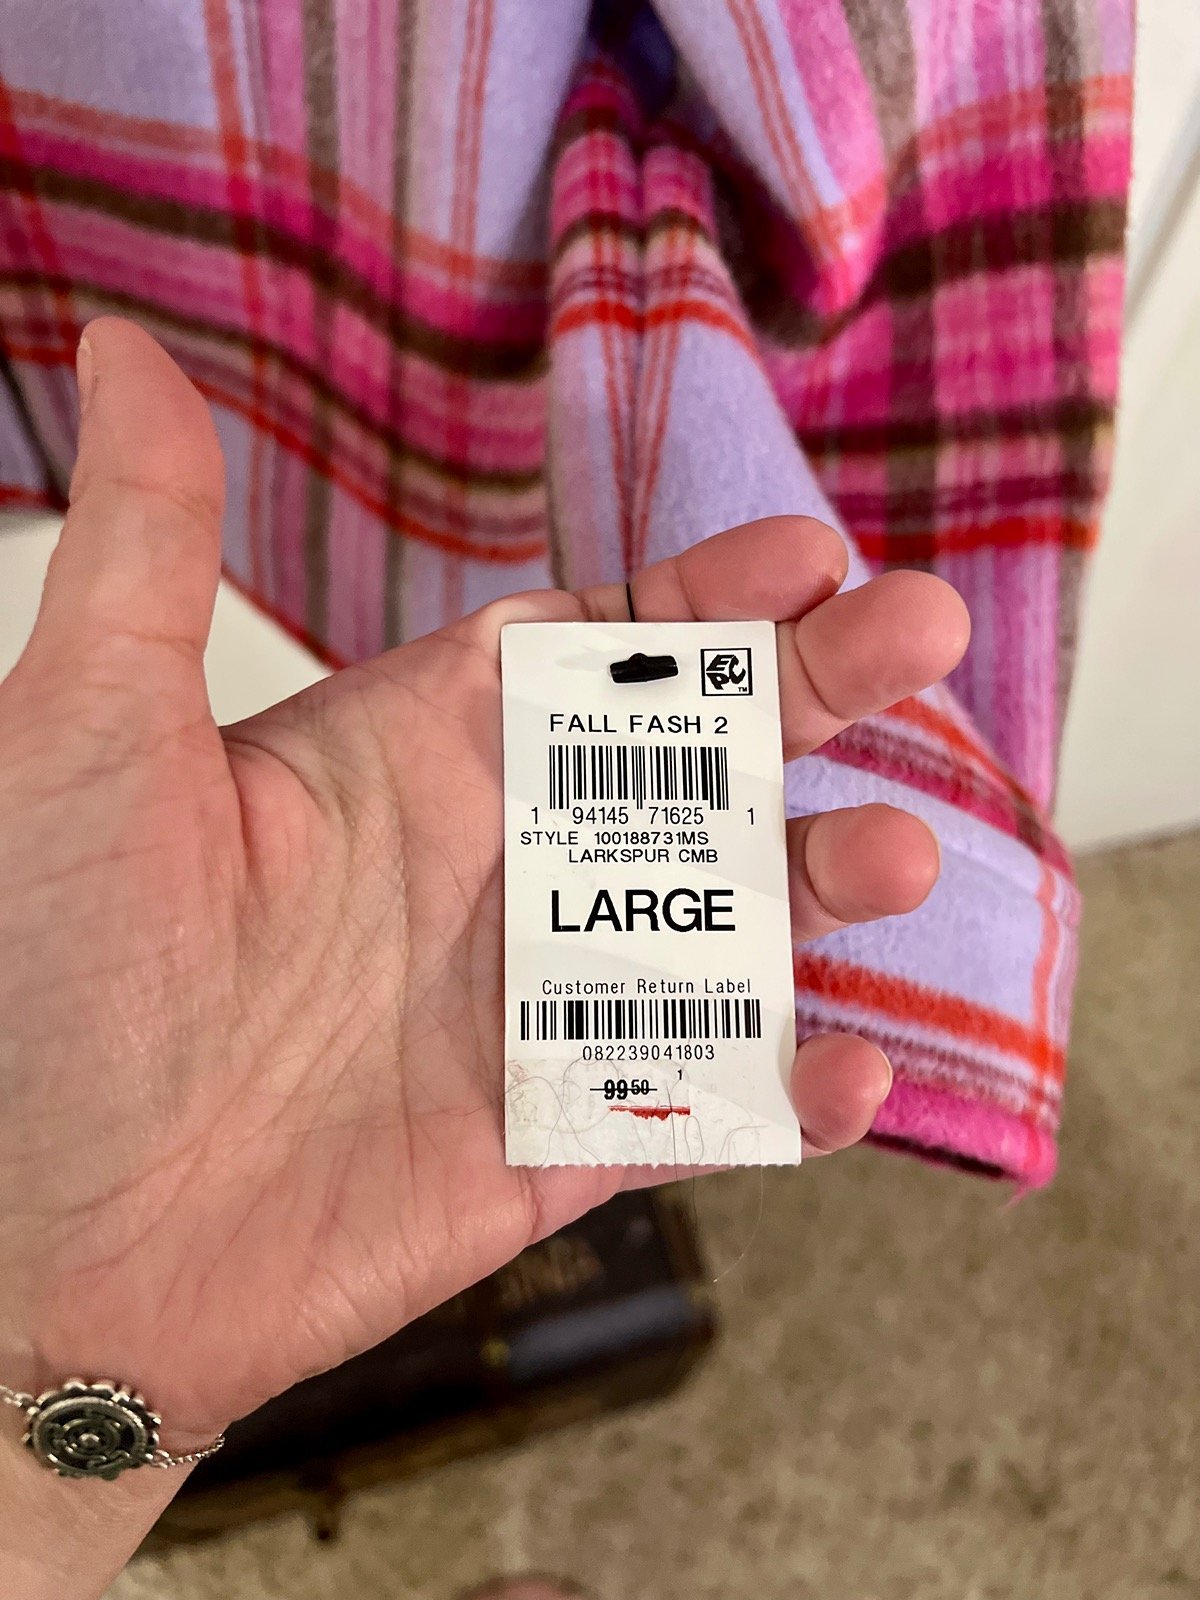 EPC™
FALL FASH 2
1 94145 71625 1
STYLE 100188731MS
LARKSPUR CMB
LARGE
Customer Return Label
082239041803
1
99 50